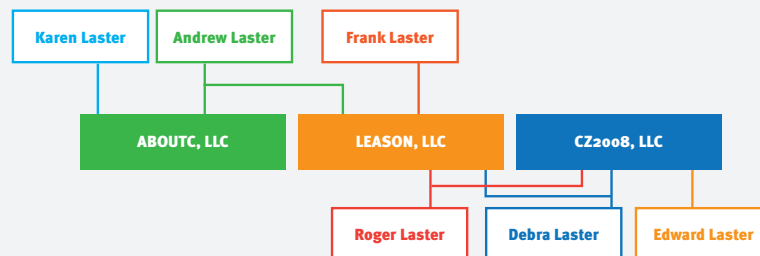 Karen Laster
Andrew Laster
Frank Laster
ABOUTC, LLC
LEASON, LLC
CZ2008, LLC
Roger Laster
Debra Laster
Edward Laster